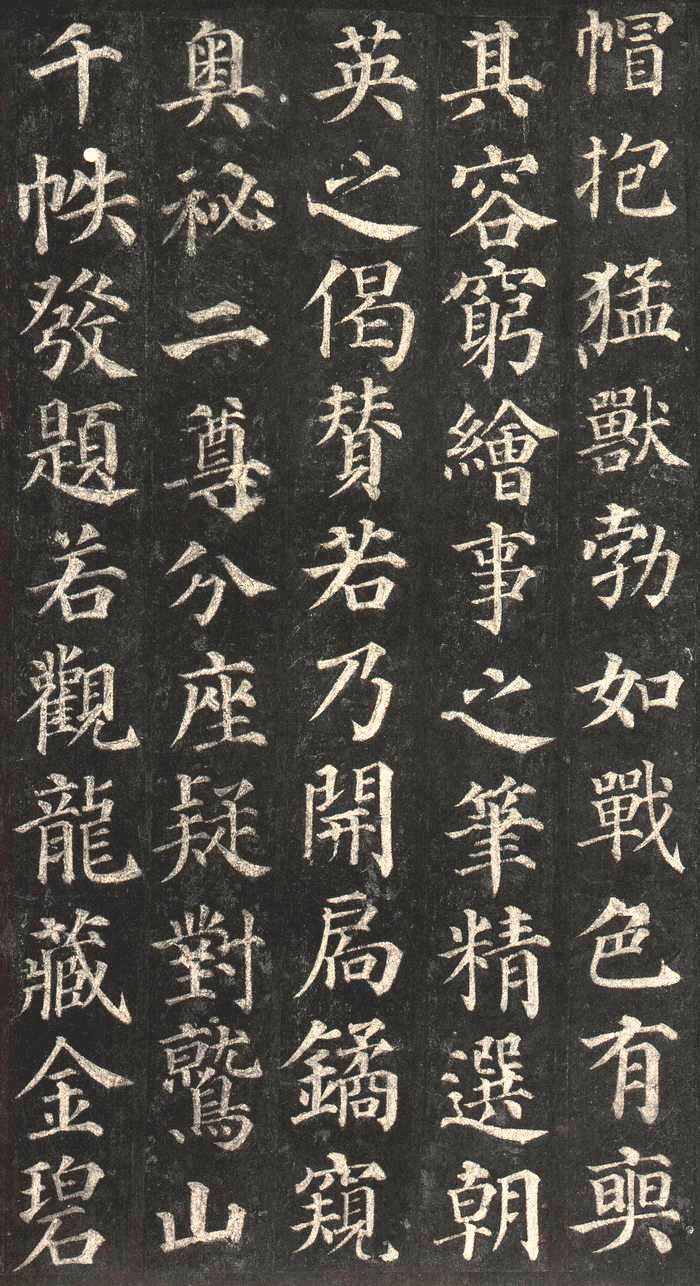 帽抱猛獸勃如戰色有奭
其容窮繪事之筆精選朝
英之偈賛若乃開扃鐍窺
奧祕二尊分座疑對鷲山
千帙發題若觀龍藏金碧